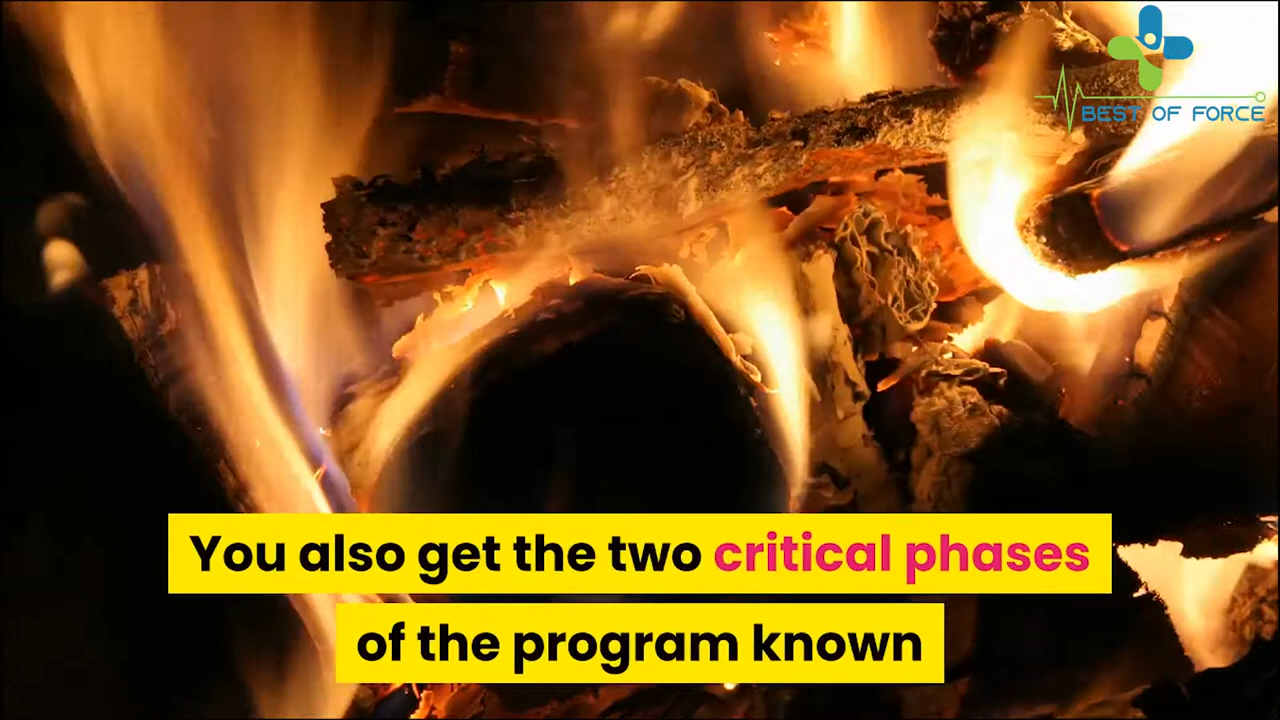 BEST OF FORCE
You also get the two critical phases
of the program known